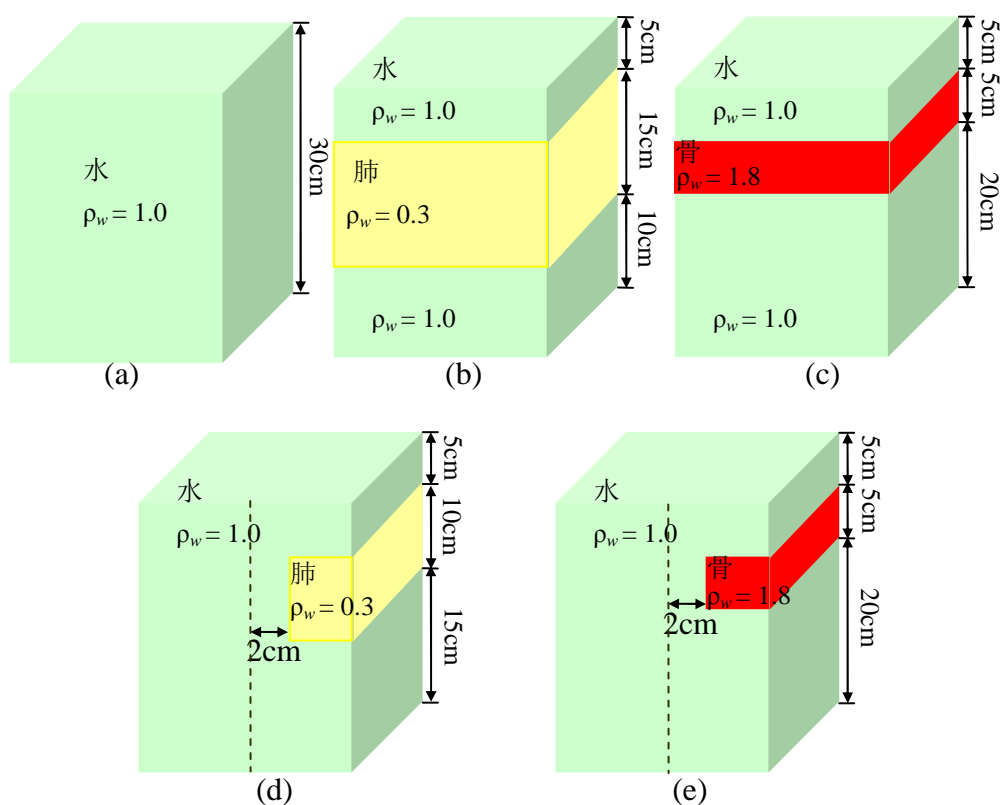 水
ρw = 1.0
30cm
(a)
水
ρw = 1.0
肺
ρw = 0.3
ρw = 1.0
5cm
15cm
10cm
(b)
水
ρw = 1.0
骨
ρw = 1.8
ρw = 1.0
5cm
5cm
20cm
(c)
水
ρw = 1.0
肺
ρw = 0.3
2cm
5cm
10cm
15cm
(d)
水
ρw = 1.0
骨
ρw = 1.8
2cm
5cm
5cm
20cm
(e)